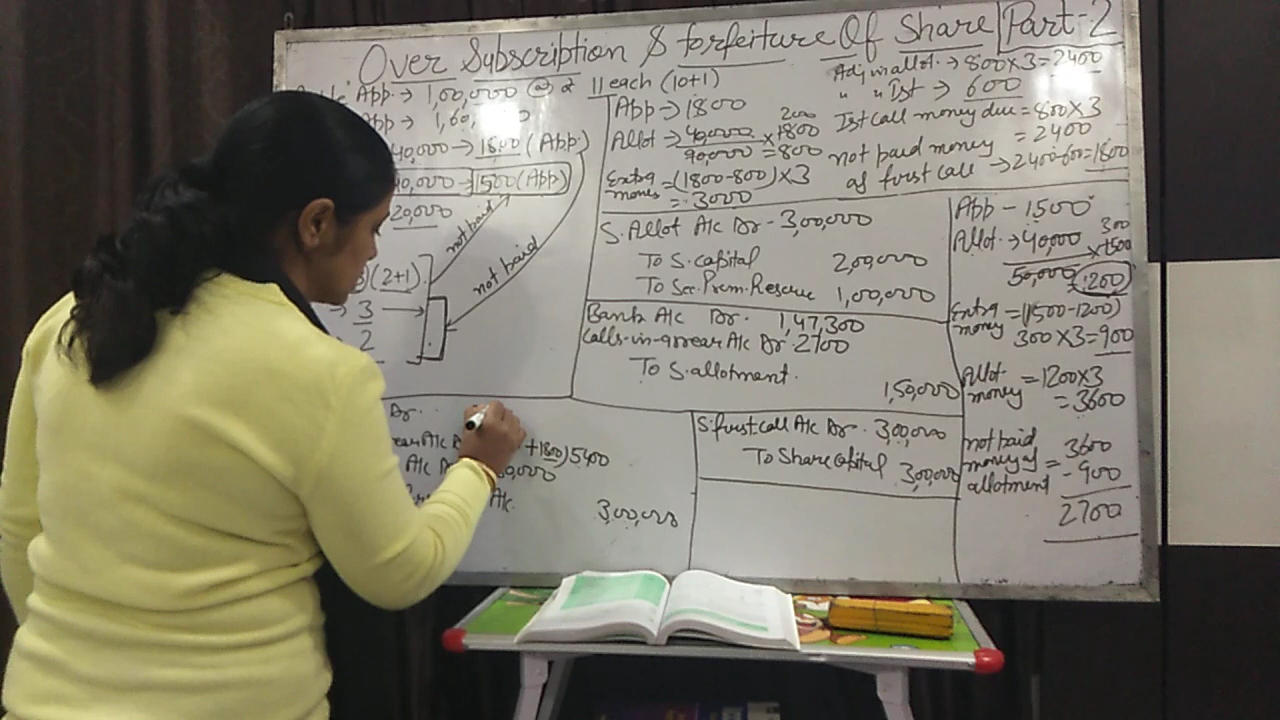 Over Subscription & forfeiture Of Share Part-2
App → 1,00,000 @ ₹ 11 each (10+1)
App → 1,60,
40,000 → 1800 (App)
1500 (App)
20,000
(2+1)
→ 3
2
not paid
not paid
App → 1800
Allot → 40,000 × 1800
90,000 = 800
200
Extra money = (1800-800) × 3
= 3000
Adj. in allot. → 800 × 3 = 2400
" " Ist → 600
Ist call money due = 800 × 3
= 2400
not paid money
of first call → 2400-600 = 1800
S. Allot A/c Dr - 3,00,000
To S. capital 2,00,000
To Sec. Prem. Reserve 1,00,000
Bank A/c Dr. 1,47,300
Calls-in-arrear A/c Dr. 2700
To S. allotment.
1,50,000
App - 1500
Allot. → 40,000 × 1500
50,000
300
1200
Extra money = (1500-1200)
300 × 3 = 900
Allot money = 1200×3
= 3600
not paid money of allotment = 3600
- 900
2700
Dr.
A/c
+1800) 5400
A/c
A/c.
3,00,000
S. first call A/c Dr. 3,00,000
To Share capital 3,00,000